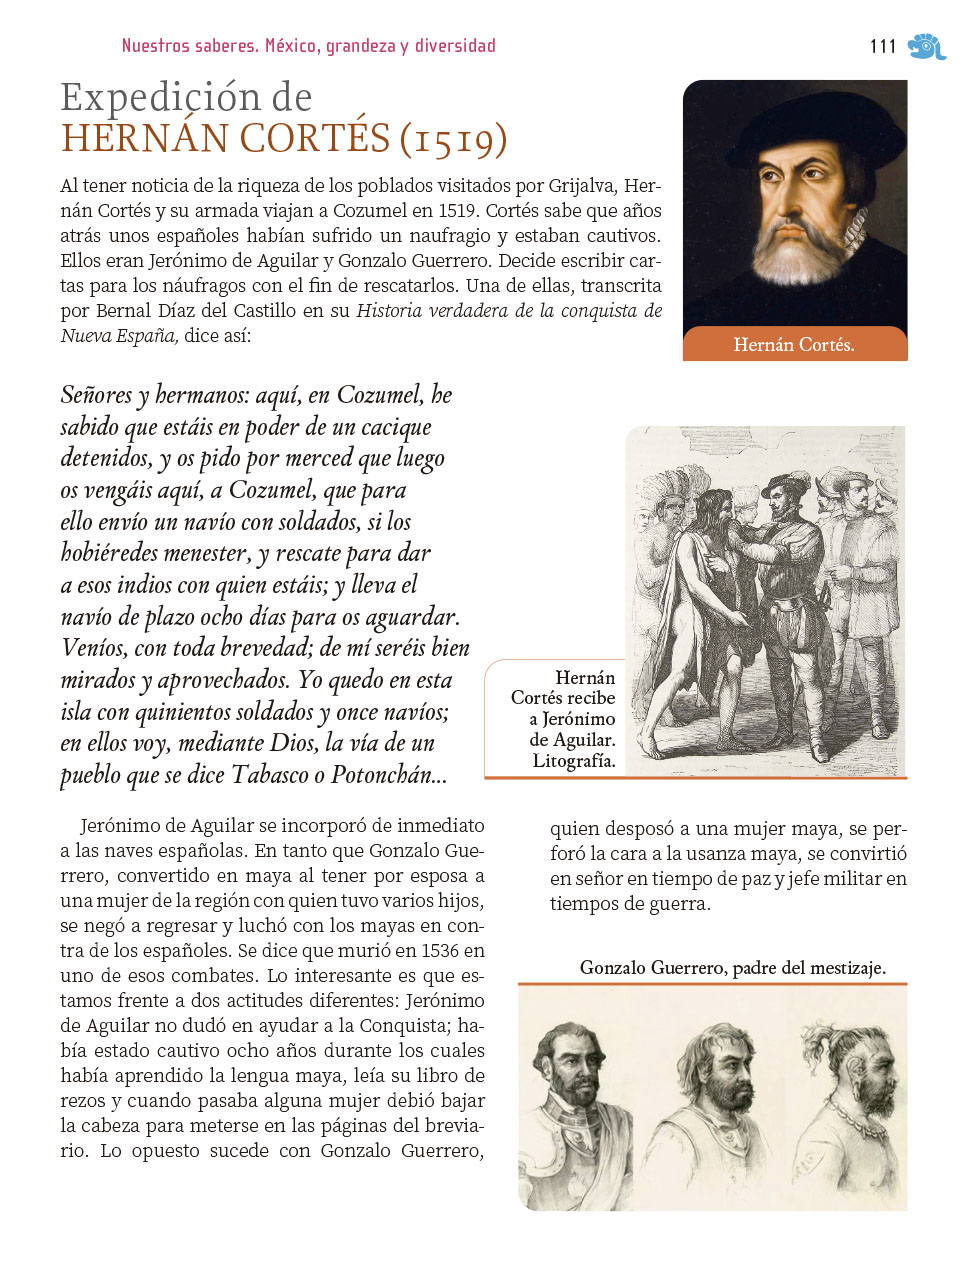 Nuestros saberes. México, grandeza y diversidad
111
Expedición de
HERNÁN CORTÉS (1519)
Al tener noticia de la riqueza de los poblados visitados por Grijalva, Her-
nán Cortés y su armada viajan a Cozumel en 1519. Cortés sabe que años
atrás unos españoles habían sufrido un naufragio y estaban cautivos.
Ellos eran Jerónimo de Aguilar y Gonzalo Guerrero. Decide escribir car-
tas para los náufragos con el fin de rescatarlos. Una de ellas, transcrita
por Bernal Díaz del Castillo en su Historia verdadera de la conquista de
Nueva España, dice así:
Hernán Cortés.
Señores y hermanos: aquí, en Cozumel, he
sabido que estáis en poder de un cacique
detenidos, y os pido por merced que luego
os vengáis aquí, a Cozumel, que para
ello envío un navío con soldados, si los
hobiéredes menester, y rescate para dar
a esos indios con quien estáis; y lleva el
navío de plazo ocho días para os aguardar.
Veníos, con toda brevedad; de mí seréis bien
mirados y aprovechados. Yo quedo en esta
isla con quinientos soldados y once navíos;
en ellos voy, mediante Dios, la vía de un
pueblo que se dice Tabasco o Potonchán...
Hernán
Cortés recibe
a Jerónimo
de Aguilar.
Litografía.
Jerónimo de Aguilar se incorporó de inmediato
a las naves españolas. En tanto que Gonzalo Gue-
rrero, convertido en maya al tener por esposa a
una mujer de la región con quien tuvo varios hijos,
se negó a regresar y luchó con los mayas en con-
tra de los españoles. Se dice que murió en 1536 en
uno de esos combates. Lo interesante es que es-
tamos frente a dos actitudes diferentes: Jerónimo
de Aguilar no dudó en ayudar a la Conquista; ha-
bía estado cautivo ocho años durante los cuales
había aprendido la lengua maya, leía su libro de
rezos y cuando pasaba alguna mujer debió bajar
la cabeza para meterse en las páginas del brevia-
rio. Lo opuesto sucede con Gonzalo Guerrero,
quien desposó a una mujer maya, se per-
foró la cara a la usanza maya, se convirtió
en señor en tiempo de paz y jefe militar en
tiempos de guerra.
Gonzalo Guerrero, padre del mestizaje.